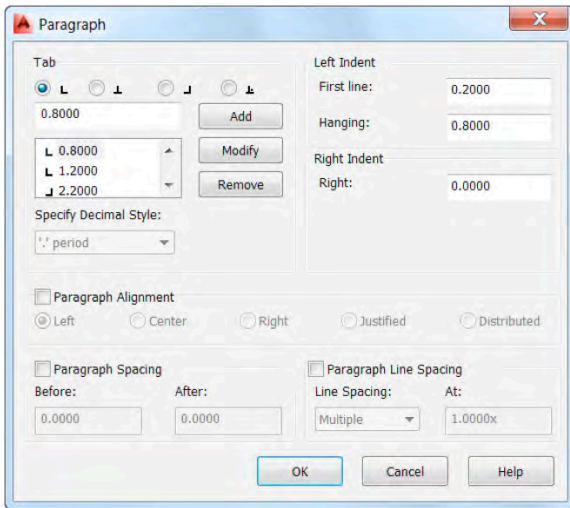 Paragraph
Tab
0.8000
Add
0.8000
1.2000
2.2000
Modify
Remove
Specify Decimal Style:
'.' period
Left Indent
First line:
0.2000
Hanging:
0.8000
Right Indent
Right:
0.0000
Paragraph Alignment
Left
Center
Right
Justified
Distributed
Paragraph Spacing
Before:
After:
0.0000
0.0000
Paragraph Line Spacing
Line Spacing:
At:
Multiple
1.0000x
OK
Cancel
Help